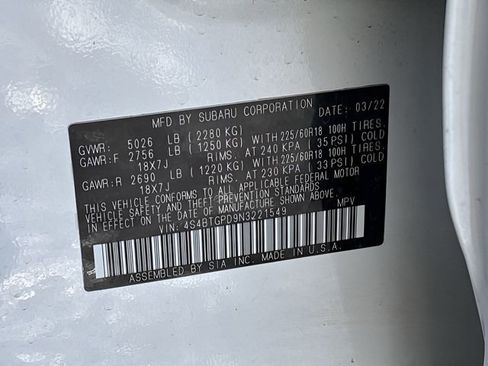 MFD BY SUBARU CORPORATION DATE: 03/22
GVWR: 5026 LB (2280 KG)
GAWR: F 2756 LB (1250 KG) WITH 225/60R18 100H TIRES.
18X7J RIMS. AT 240 KPA (35 PSI) COLD
GAWR: R 2690 LB (1220 KG) WITH 225/60R18 100H TIRES.
18X7J RIMS. AT 230 KPA (33 PSI) COLD
THIS VEHICLE CONFORMS TO ALL APPLICABLE FEDERAL MOTOR
VEHICLE SAFETY AND THEFT PREVENTION STANDARDS
IN EFFECT ON THE DATE OF MANUFACTURE SHOWN ABOVE.
VIN: 4S4BTGPD9N3221549 MPV
ASSEMBLED BY SIA INC. MADE IN U.S.A.